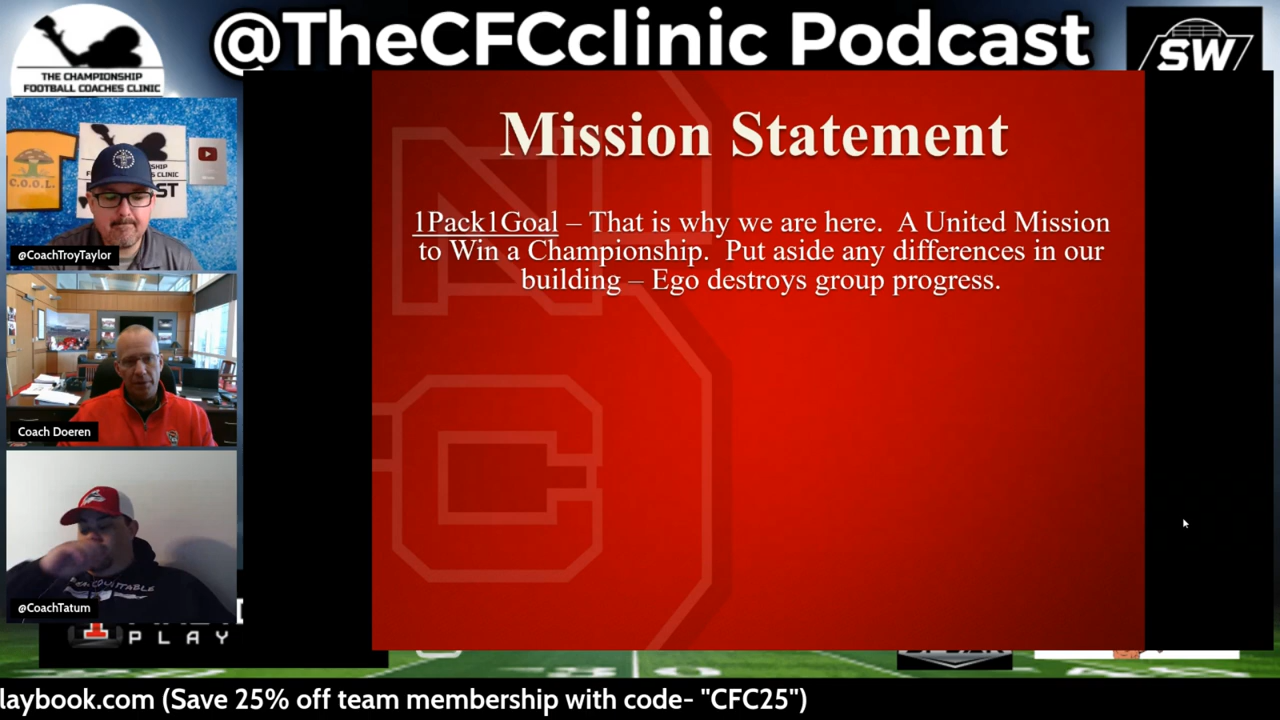 @TheCFCclinic Podcast
THE CHAMPIONSHIP
FOOTBALL COACHES CLINIC
SW
C.O.O.L.
@CoachTroyTaylor
Coach Doeren
@CoachTatum
PLAY
Mission Statement
1Pack1Goal – That is why we are here. A United Mission
to Win a Championship. Put aside any differences in our
building – Ego destroys group progress.
laybook.com (Save 25% off team membership with code- "CFC25")